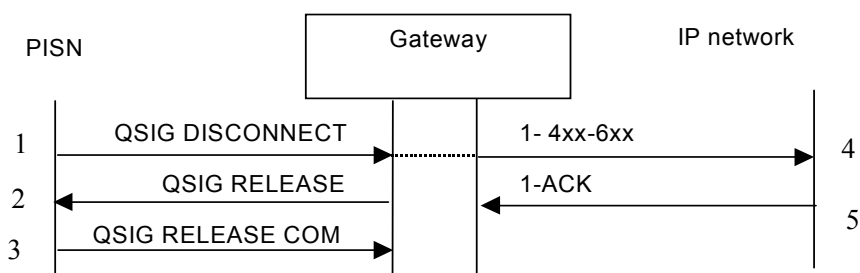 PISN
Gateway
IP network
1 QSIG DISCONNECT 1- 4xx-6xx 4
2 QSIG RELEASE 1-ACK 5
3 QSIG RELEASE COM